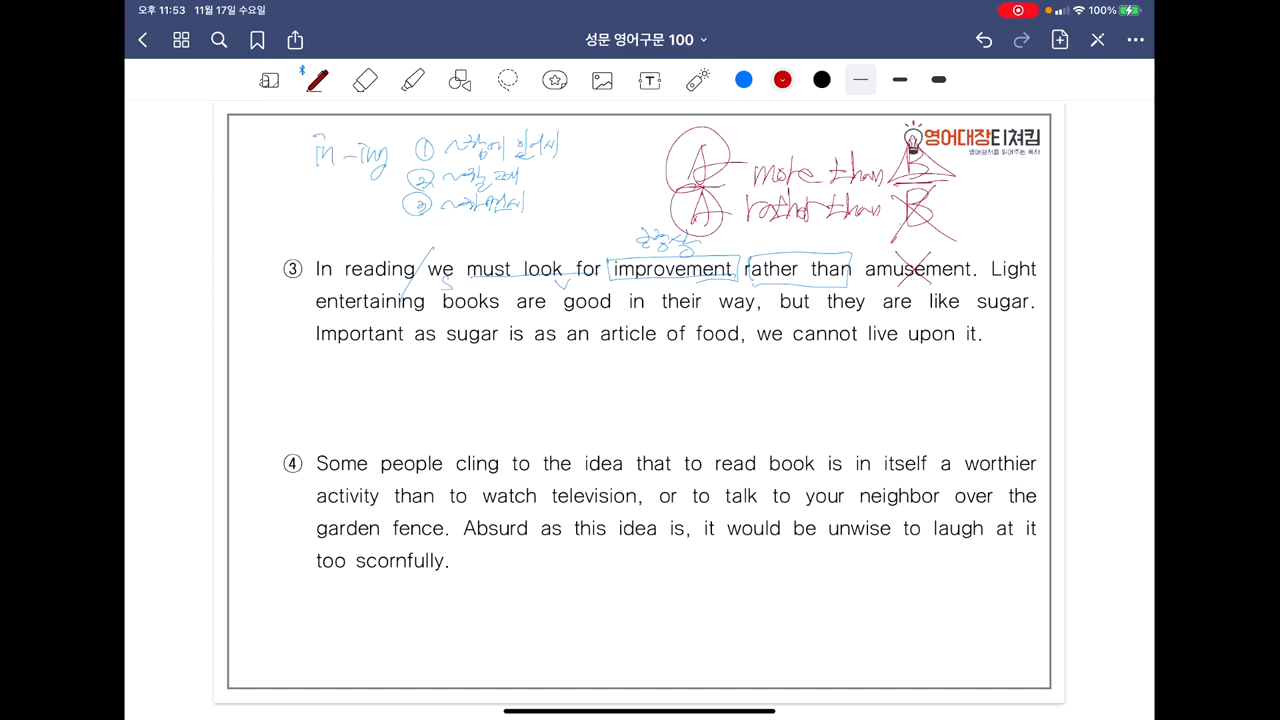 오후 11:53 11월 17일 수요일
100%
성문 영어구문 100
in -ing ① ~함에 있어서
② ~할 때
③ ~하면서
A more than B
A rather than B
영어대장티쳐킴
③ In reading we must look for improvement rather than amusement. Light
S V
entertaining books are good in their way, but they are like sugar.
Important as sugar is as an article of food, we cannot live upon it.
④ Some people cling to the idea that to read book is in itself a worthier
activity than to watch television, or to talk to your neighbor over the
garden fence. Absurd as this idea is, it would be unwise to laugh at it
too scornfully.